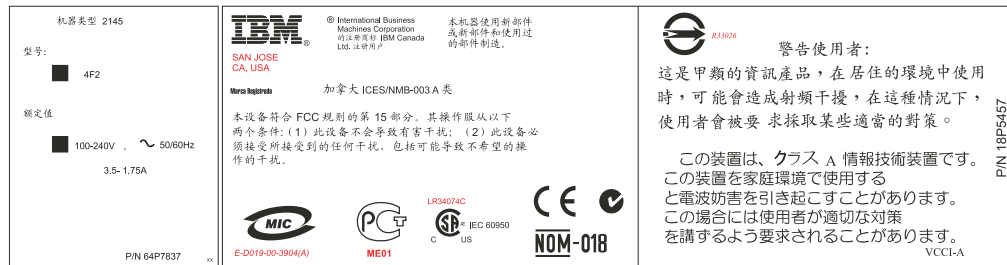 机器类型 2145
型号:
4F2
额定值
100-240V , ~ 50/60Hz
3.5- 1.75A
P/N 64P7837
xx
IBM®
SAN JOSE
CA, USA
® International Business
Machines Corporation
的注册商标 IBM Canada
Ltd. 注册用户
本机器使用新部件
或新部件和使用过
的部件制造。
Marca Registrada
加拿大 ICES/NMB-003 A 类
本设备符合 FCC 规则的第 15 部分。其操作服从以下
两个条件:(1)此设备不会导致有害干扰; (2)此设备必
须接受所接受到的任何干扰, 包括可能导致不希望的操
作的干扰。
MIC
E-D019-00-3904(A)
PCT
ME01
LR34074C
SA
C US
IEC 60950
CE
NOM-018
R33026
警告使用者:
這是甲類的資訊產品,在居住的環境中使用
時,可能會造成射頻干擾,在這種情況下,
使用者會被要 求採取某些適當的對策。
この装置は、クラス A 情報技術装置です。
この装置を家庭環境で使用する
と電波妨害を引き起こすことがあります。
この場合には使用者が適切な対策
を講ずるよう要求されることがあります。
VCCI-A
P/N 18P5457